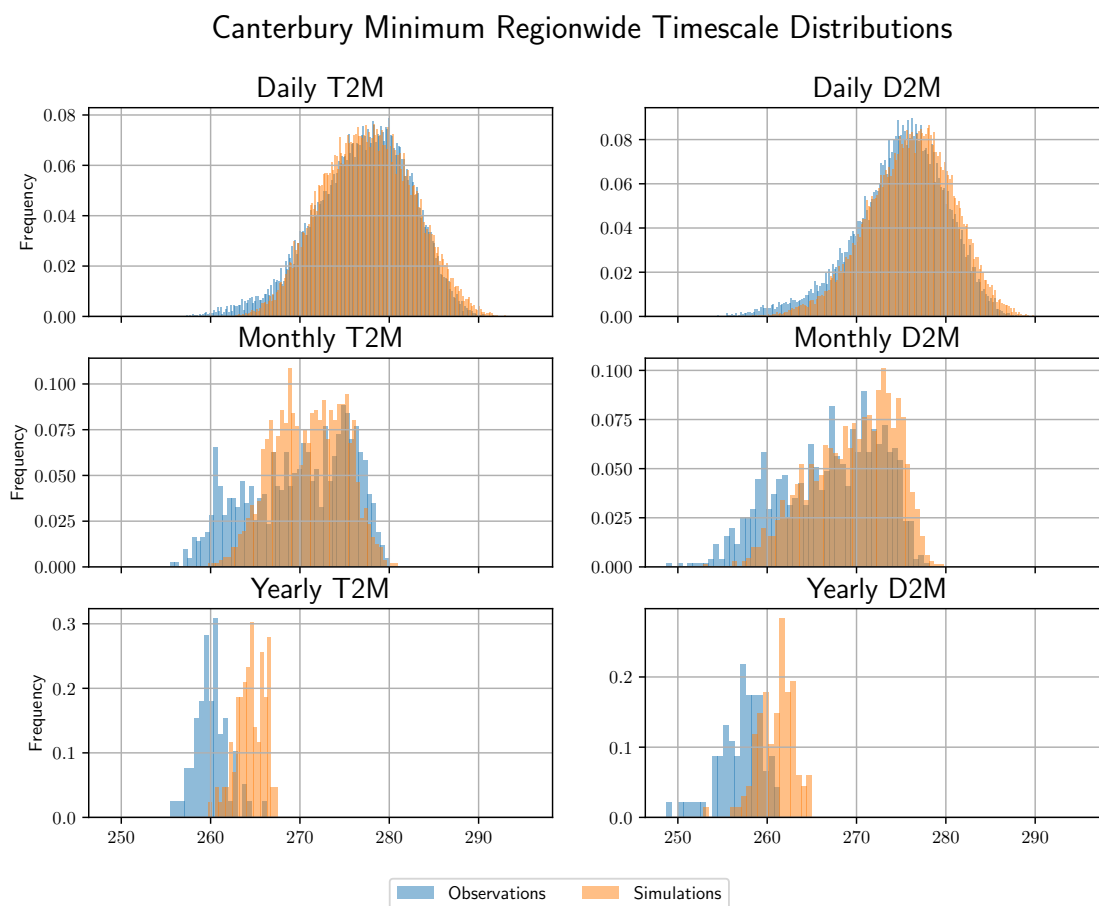 Canterbury Minimum Regionwide Timescale Distributions
Daily T2M
Daily D2M
0.08
0.06
0.04
0.02
0.00
Frequency
0.08
0.06
0.04
0.02
0.00
Monthly T2M
Monthly D2M
0.100
0.075
0.050
0.025
0.000
Frequency
0.100
0.075
0.050
0.025
0.000
Yearly T2M
Yearly D2M
0.3
0.2
0.1
0.0
Frequency
0.2
0.1
0.0
250 260 270 280 290
250 260 270 280 290
Observations Simulations